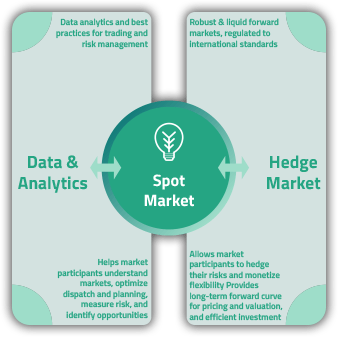 Data analytics and best
practices for trading and
risk management
Robust & liquid forward
markets, regulated to
international standards
Data &
Analytics
Spot
Market
Hedge
Market
Helps market
participants understand
markets, optimize
dispatch and planning,
measure risk, and
identify opportunities
Allows market
participants to hedge
their risks and monetize
flexibility Provides
long-term forward curve
for pricing and valuation,
and efficient investment